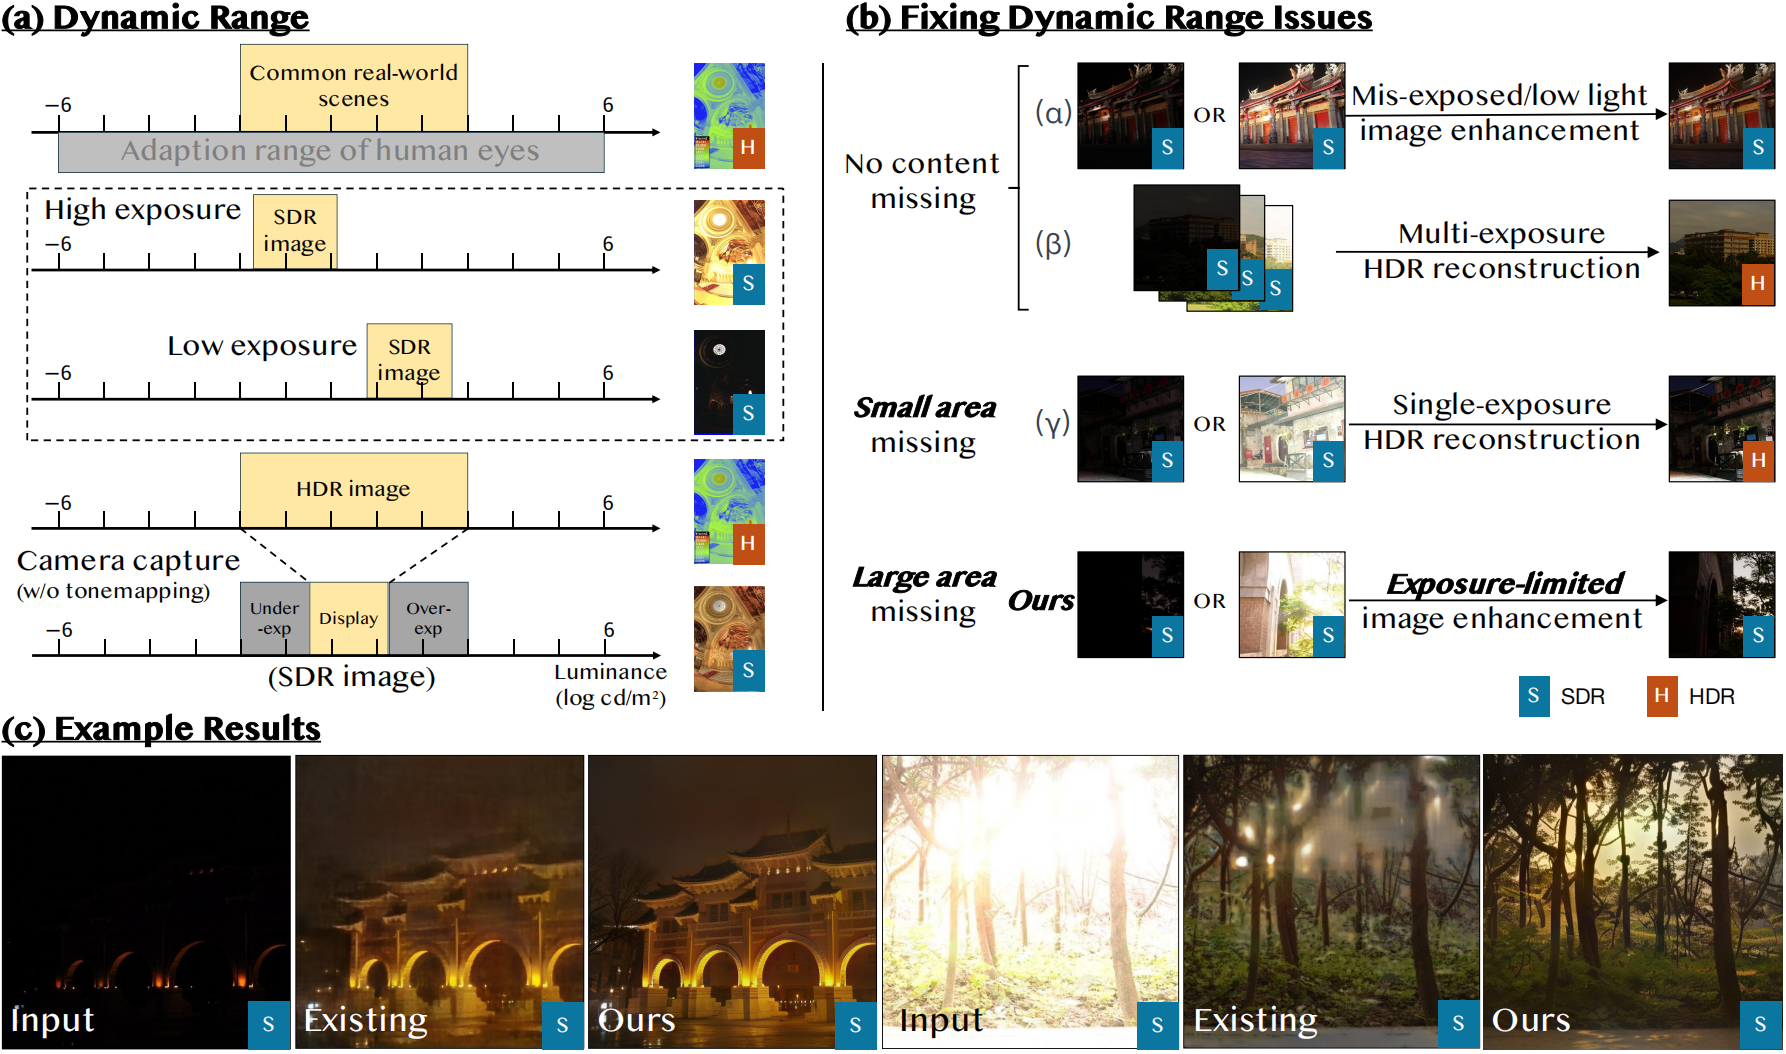 (a) Dynamic Range
Common real-world
scenes
−6
6
Adaption range of human eyes
H
High exposure
SDR
image
−6
6
S
Low exposure
SDR
image
−6
6
S
HDR image
−6
6
H
Camera capture
(w/o tonemapping)
Under
-exp
Display
Over-
exp
−6
6
(SDR image)
Luminance
(log cd/m²)
S
(b) Fixing Dynamic Range Issues
No content
missing
(α)
S
OR
S
Mis-exposed/low light
image enhancement
S
(β)
S
S
S
Multi-exposure
HDR reconstruction
H
Small area
missing
(γ)
S
OR
S
Single-exposure
HDR reconstruction
H
Large area
missing
Ours
S
OR
S
Exposure-limited
image enhancement
S
S SDR
H HDR
(c) Example Results
Input
S
Existing
S
Ours
S
Input
S
Existing
S
Ours
S